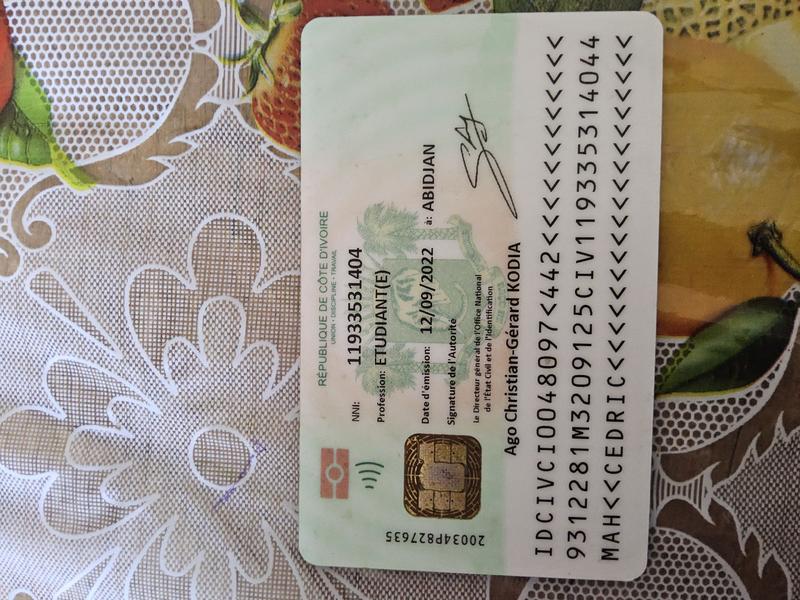 RÉPUBLIQUE DE CÔTE D'IVOIRE
UNION - DISCIPLINE - TRAVAIL
NNI: 11933531404
Profession: ETUDIANT(E)
Date d'émission: 12/09/2022 à: ABIDJAN
Signature de l'Autorité
Le Directeur général de l'Office National
de l'État Civil et de l'Identification
Ago Christian-Gérard KODIA
20034P827635
IDCIVCI0048097<442<<<<<<<<<<<<
9312281M3209125CIV119335314044
MAH<<CEDRIC<<<<<<<<<<<<<<<<<<<